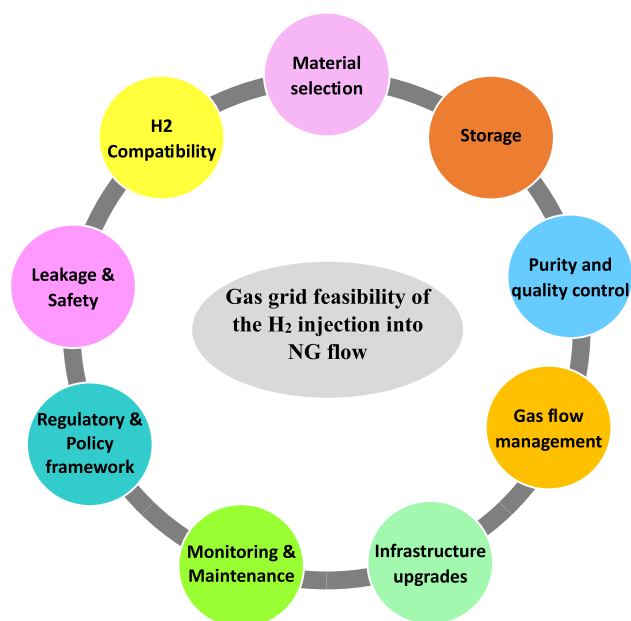 Material
selection
Storage
Purity and
quality control
Gas flow
management
Infrastructure
upgrades
Monitoring &
Maintenance
Regulatory &
Policy
framework
Leakage &
Safety
H2
Compatibility
Gas grid feasibility of
the H₂ injection into
NG flow